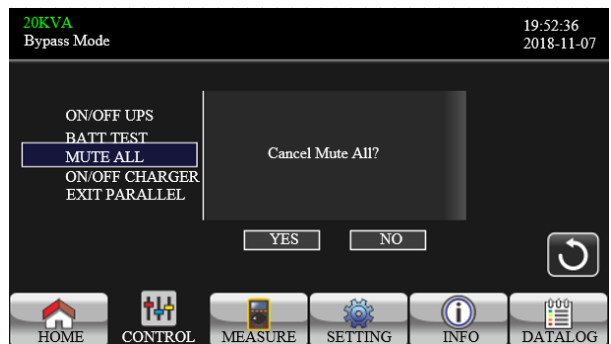 20KVA
Bypass Mode
19:52:36
2018-11-07
ON/OFF UPS
BATT TEST
MUTE ALL
ON/OFF CHARGER
EXIT PARALLEL
Cancel Mute All?
YES
NO
HOME
CONTROL
MEASURE
SETTING
INFO
DATALOG